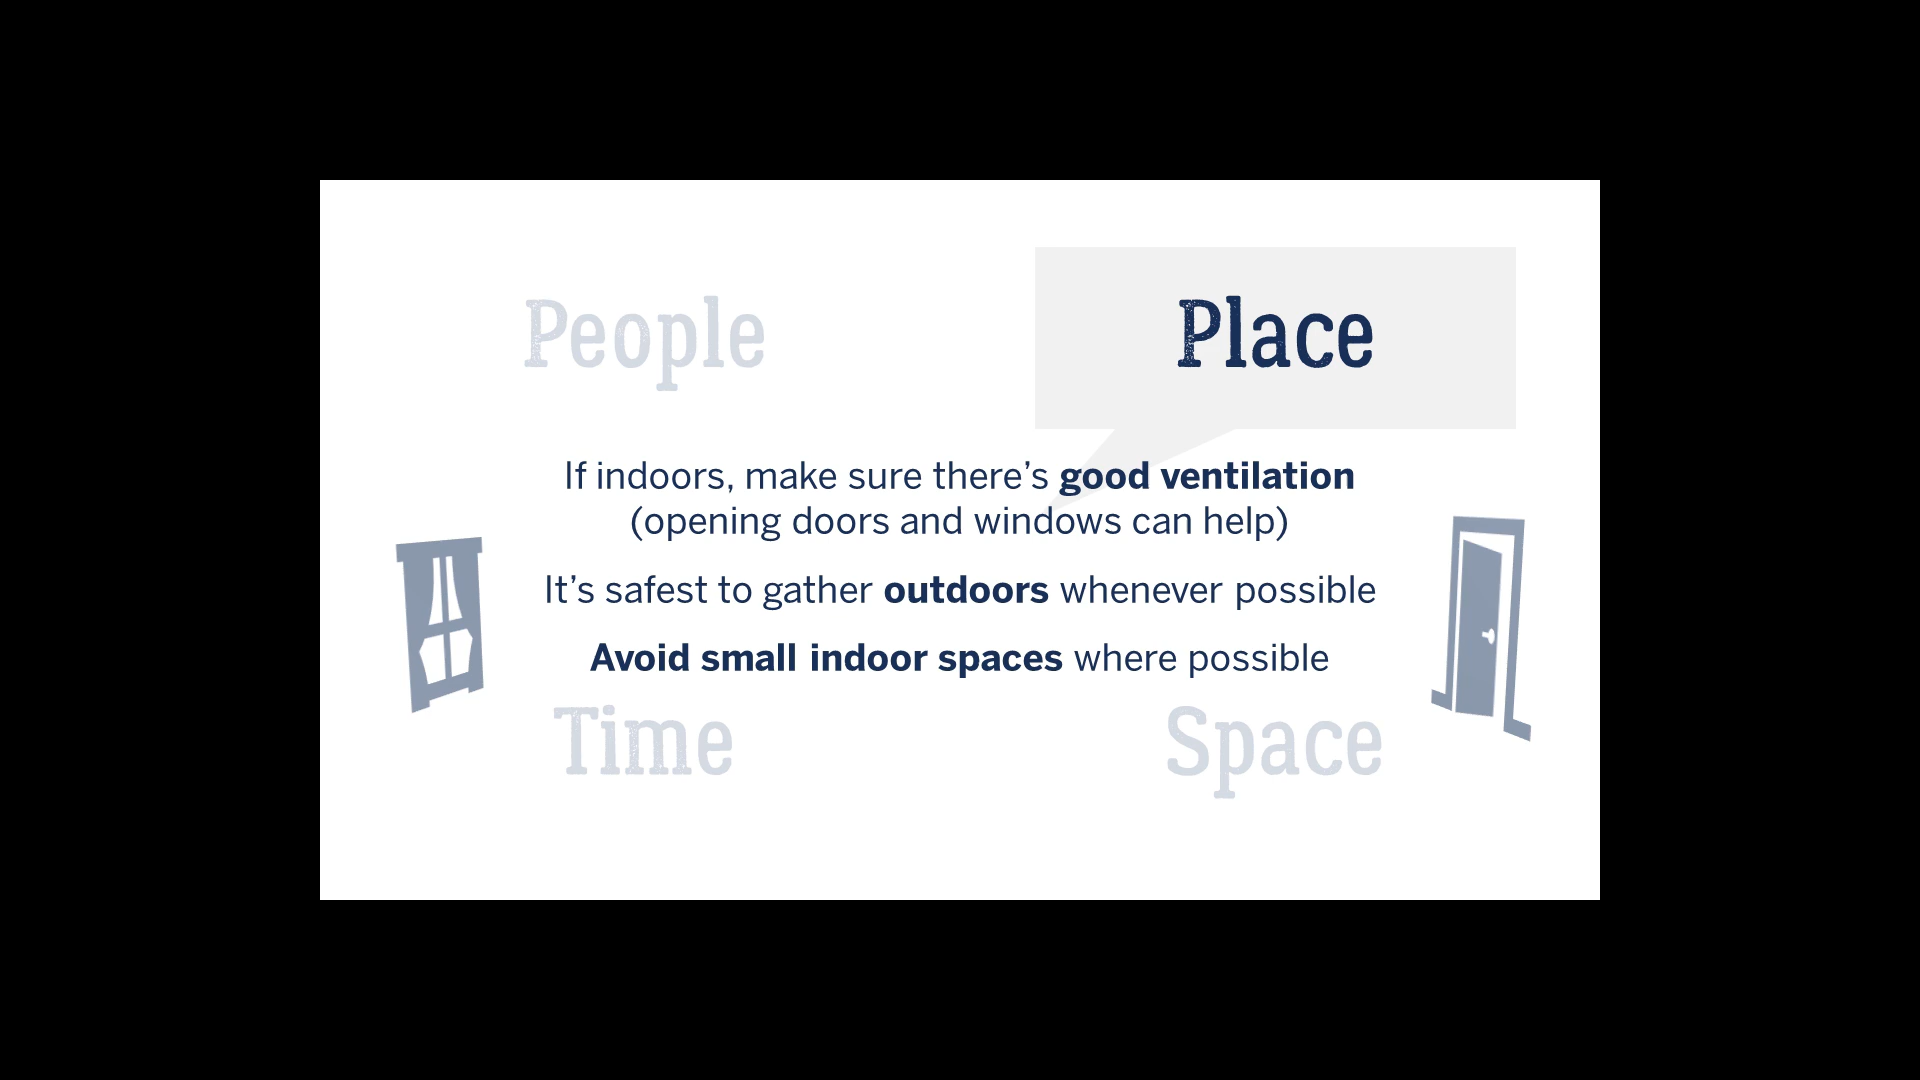 People
Place
If indoors, make sure there’s good ventilation
(opening doors and windows can help)
It’s safest to gather outdoors whenever possible
Avoid small indoor spaces where possible
Time
Space